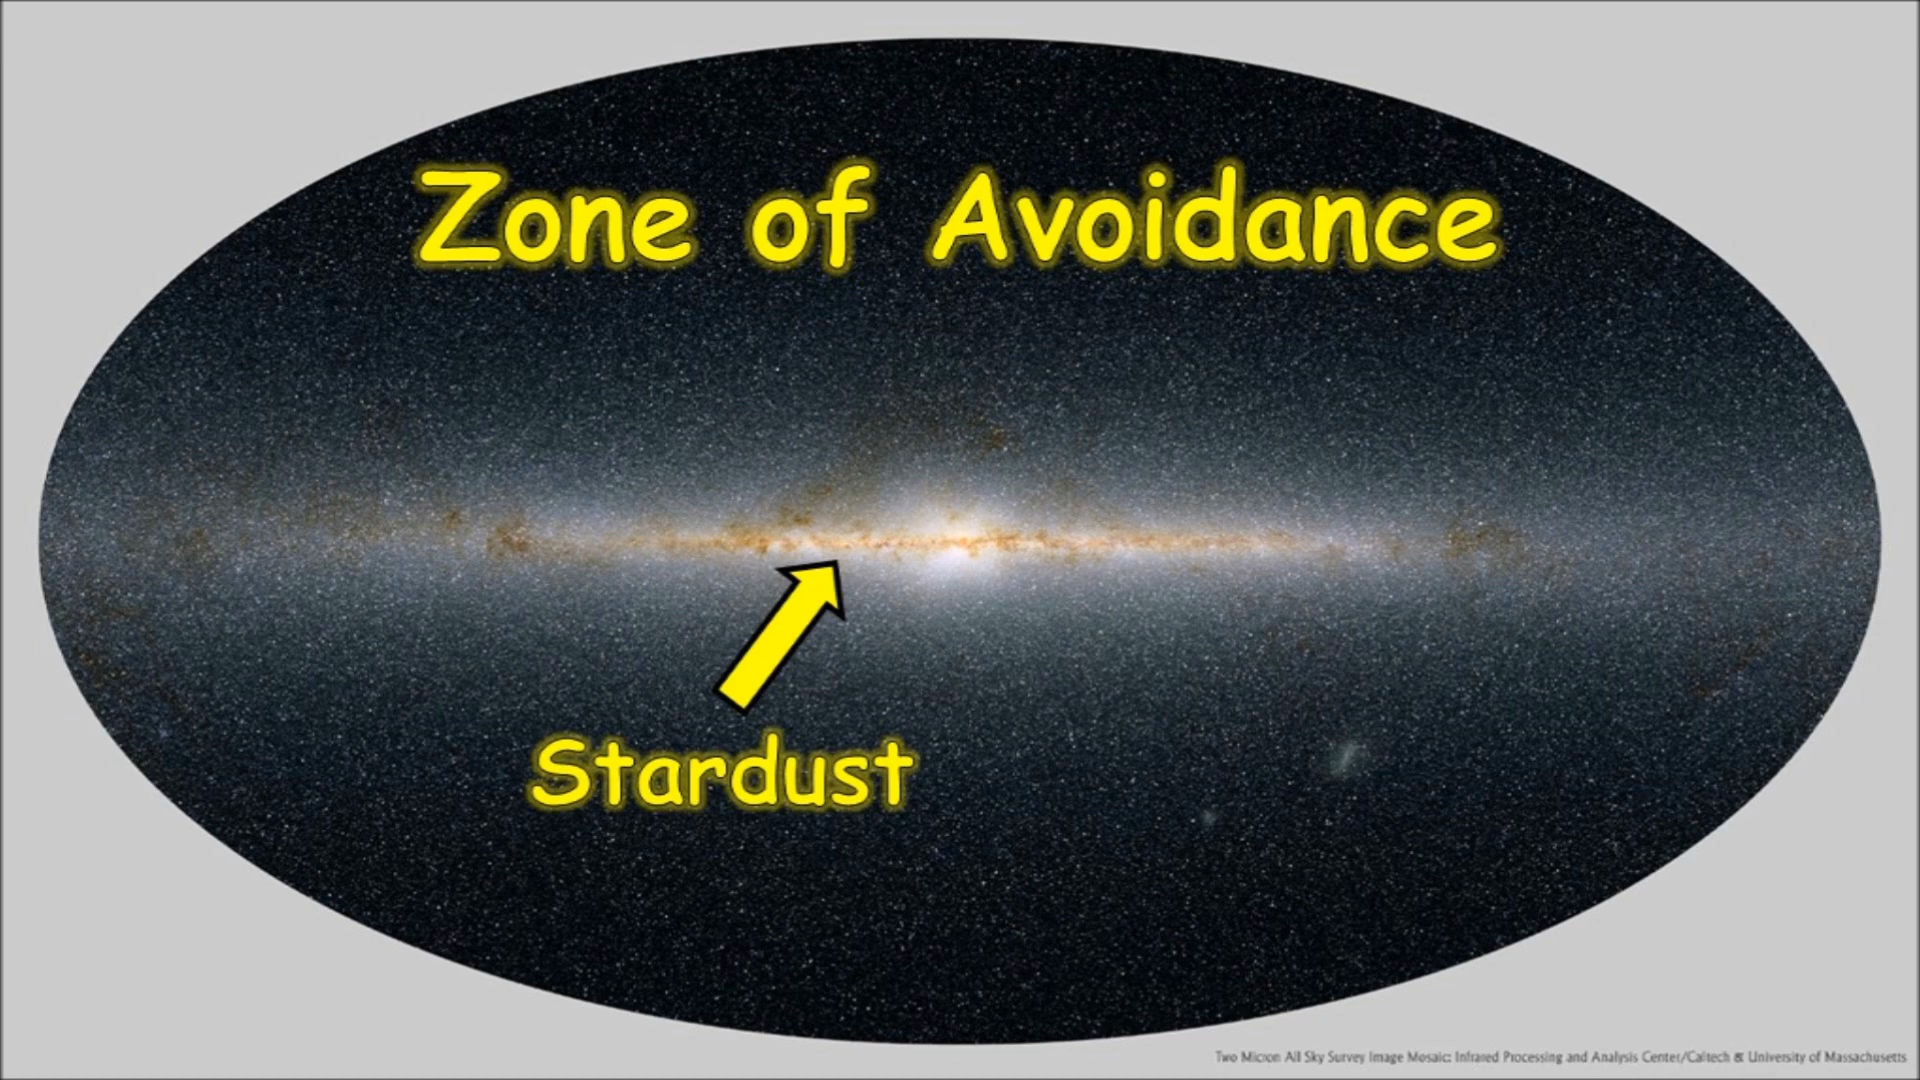 Zone of Avoidance
Stardust
Two Micron All Sky Survey Image Mosaic: Infrared Processing and Analysis Center/Caltech & University of Massachusetts